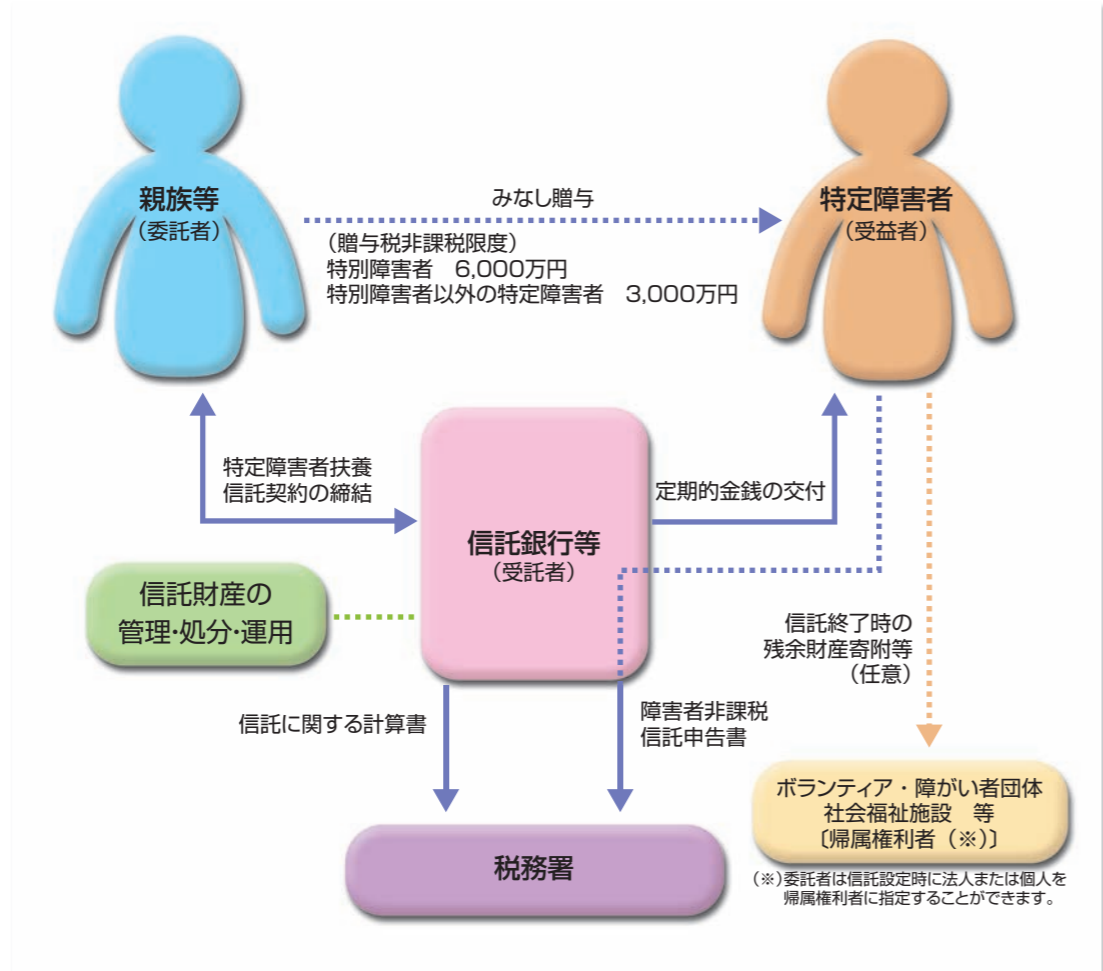 親族等
（委託者）
みなし贈与
（贈与税非課税限度）
特別障害者　6,000万円
特別障害者以外の特定障害者　3,000万円
特定障害者
（受益者）
特定障害者扶養
信託契約の締結
信託銀行等
（受託者）
定期的金銭の交付
信託財産の
管理・処分・運用
信託終了時の
残余財産寄附等
（任意）
信託に関する計算書
障害者非課税
信託申告書
税務署
ボランティア・障がい者団体
社会福祉施設　等
〔帰属権利者（※）〕
（※）委託者は信託設定時に法人または個人を
帰属権利者に指定することができます。